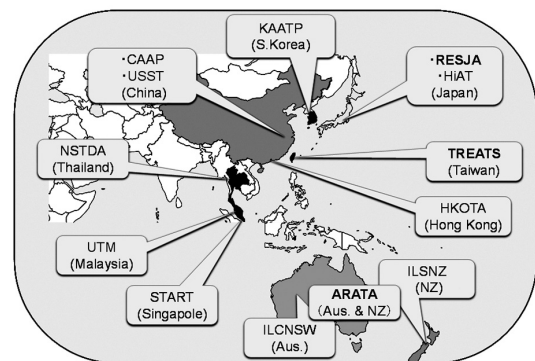 KAATP
(S.Korea)
・CAAP
・USST
(China)
・RESJA
・HiAT
(Japan)
NSTDA
(Thailand)
TREATS
(Taiwan)
HKOTA
(Hong Kong)
UTM
(Malaysia)
START
(Singapole)
ILSNZ
(NZ)
ARATA
(Aus. & NZ)
ILCNSW
(Aus.)